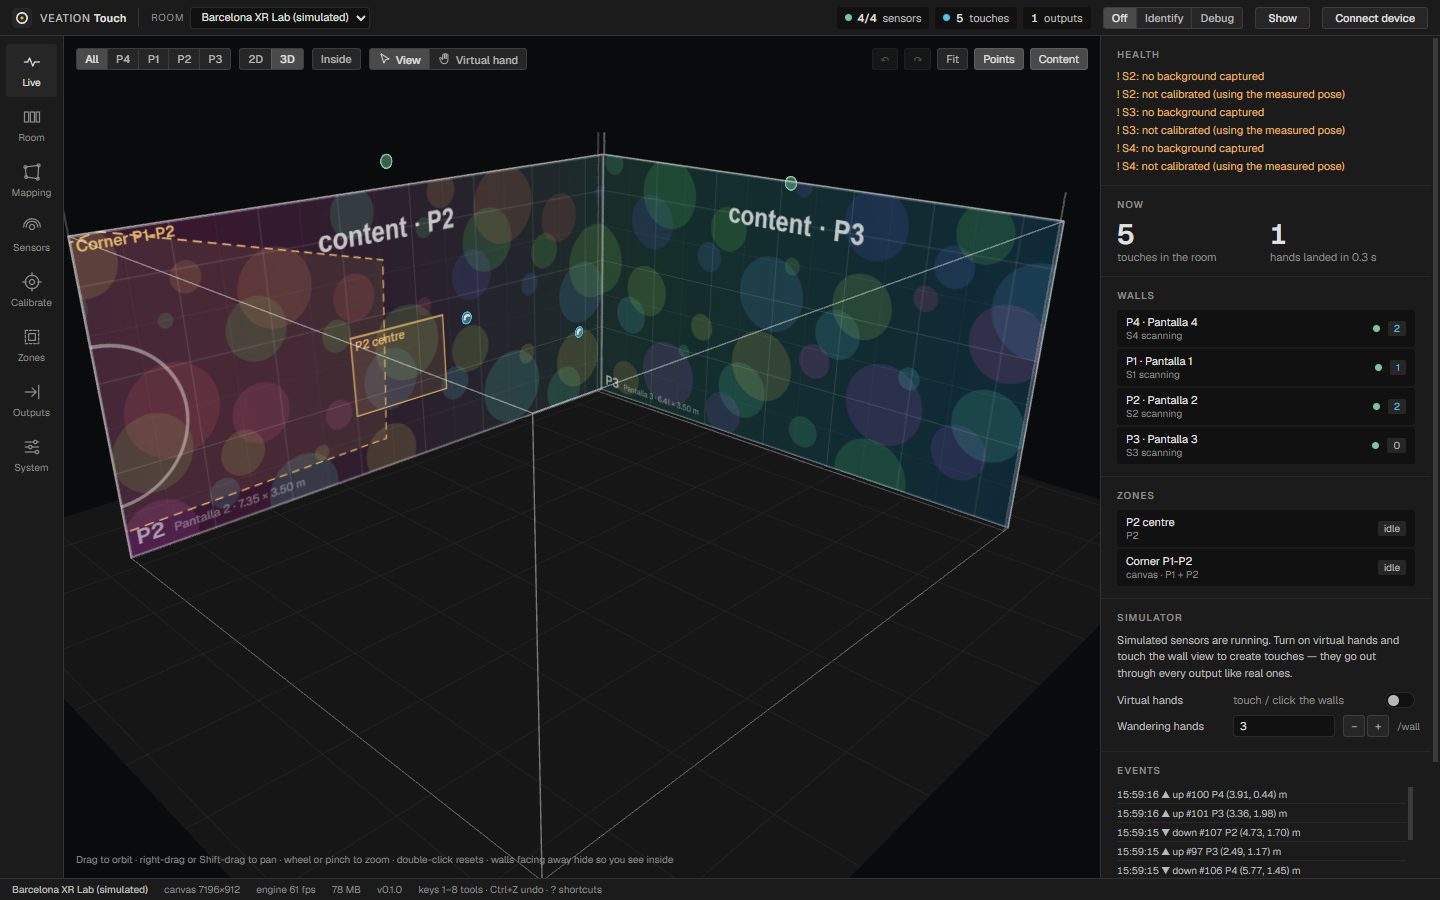 VEATION Touch
ROOM
Barcelona XR Lab (simulated)
4/4 sensors
5 touches
1 outputs
Off
Identify
Debug
Show
Connect device
Live
Room
Mapping
Sensors
Calibrate
Zones
Outputs
System
All
P4
P1
P2
P3
2D
3D
Inside
View
Virtual hand
Fit
Points
Content
Corner P1-P2
content · P2
content · P3
P2 centre
P2 Pantalla 2 · 7.35 × 3.50 m
P3 Pantalla 3 · 6.41 × 3.50 m
Drag to orbit · right-drag or Shift-drag to pan · wheel or pinch to zoom · double-click resets · walls facing away hide so you see inside
HEALTH
! S2: no background captured
! S2: not calibrated (using the measured pose)
! S3: no background captured
! S3: not calibrated (using the measured pose)
! S4: no background captured
! S4: not calibrated (using the measured pose)
NOW
5
touches in the room
1
hands landed in 0.3 s
WALLS
P4 · Pantalla 4
S4 scanning
2
P1 · Pantalla 1
S1 scanning
1
P2 · Pantalla 2
S2 scanning
2
P3 · Pantalla 3
S3 scanning
0
ZONES
P2 centre
P2
idle
Corner P1-P2
canvas · P1 + P2
idle
SIMULATOR
Simulated sensors are running. Turn on virtual hands and
touch the wall view to create touches — they go out
through every output like real ones.
Virtual hands
touch / click the walls
Wandering hands
3
−
+
/wall
EVENTS
15:59:16 ▲ up #100 P4 (3.91, 0.44) m
15:59:16 ▲ up #101 P3 (3.36, 1.98) m
15:59:15 ▼ down #107 P2 (4.73, 1.70) m
15:59:15 ▲ up #97 P3 (2.49, 1.17) m
15:59:15 ▼ down #106 P4 (5.77, 1.45) m
Barcelona XR Lab (simulated)
canvas 7196×912
engine 61 fps
78 MB
v0.1.0
keys 1–8 tools · Ctrl+Z undo · ? shortcuts